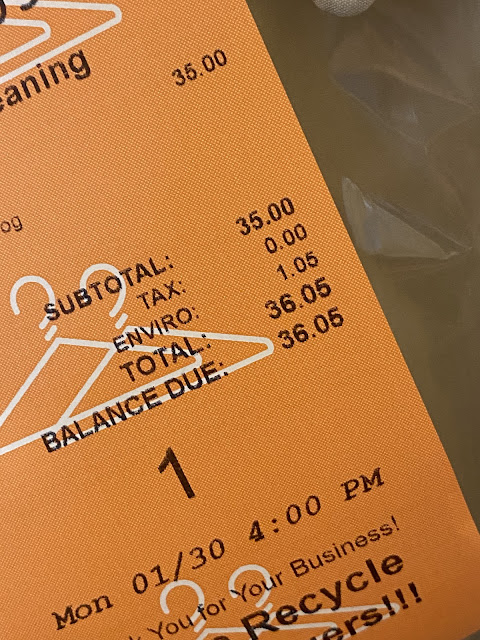 eaning 35.00
og
SUBTOTAL: 35.00
TAX: 0.00
ENVIRO: 1.05
TOTAL: 36.05
BALANCE DUE: 36.05
1
Mon 01/30 4:00 PM
k You for Your Business!
Recycle
ers!!!